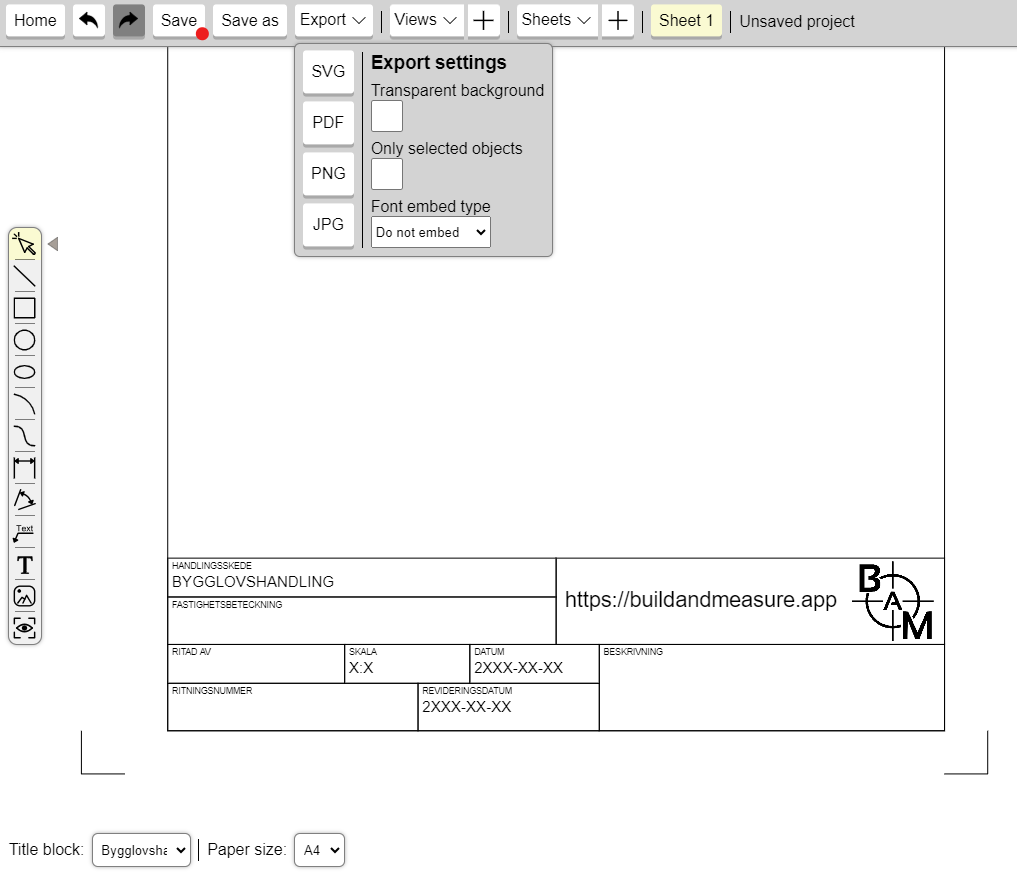 Home Save Save as Export Views Sheets Sheet 1 Unsaved project
SVG
PDF
PNG
JPG
Export settings
Transparent background
Only selected objects
Font embed type
Do not embed
Text
T
HANDLINGSSKEDE
BYGGLOVSHANDLING
FASTIGHETSBETECKNING
https://buildandmeasure.app
B
A
M
RITAD AV
SKALA
X:X
DATUM
2XXX-XX-XX
BESKRIVNING
RITNINGSNUMMER
REVIDERINGSDATUM
2XXX-XX-XX
Title block: Bygglovsha Paper size: A4